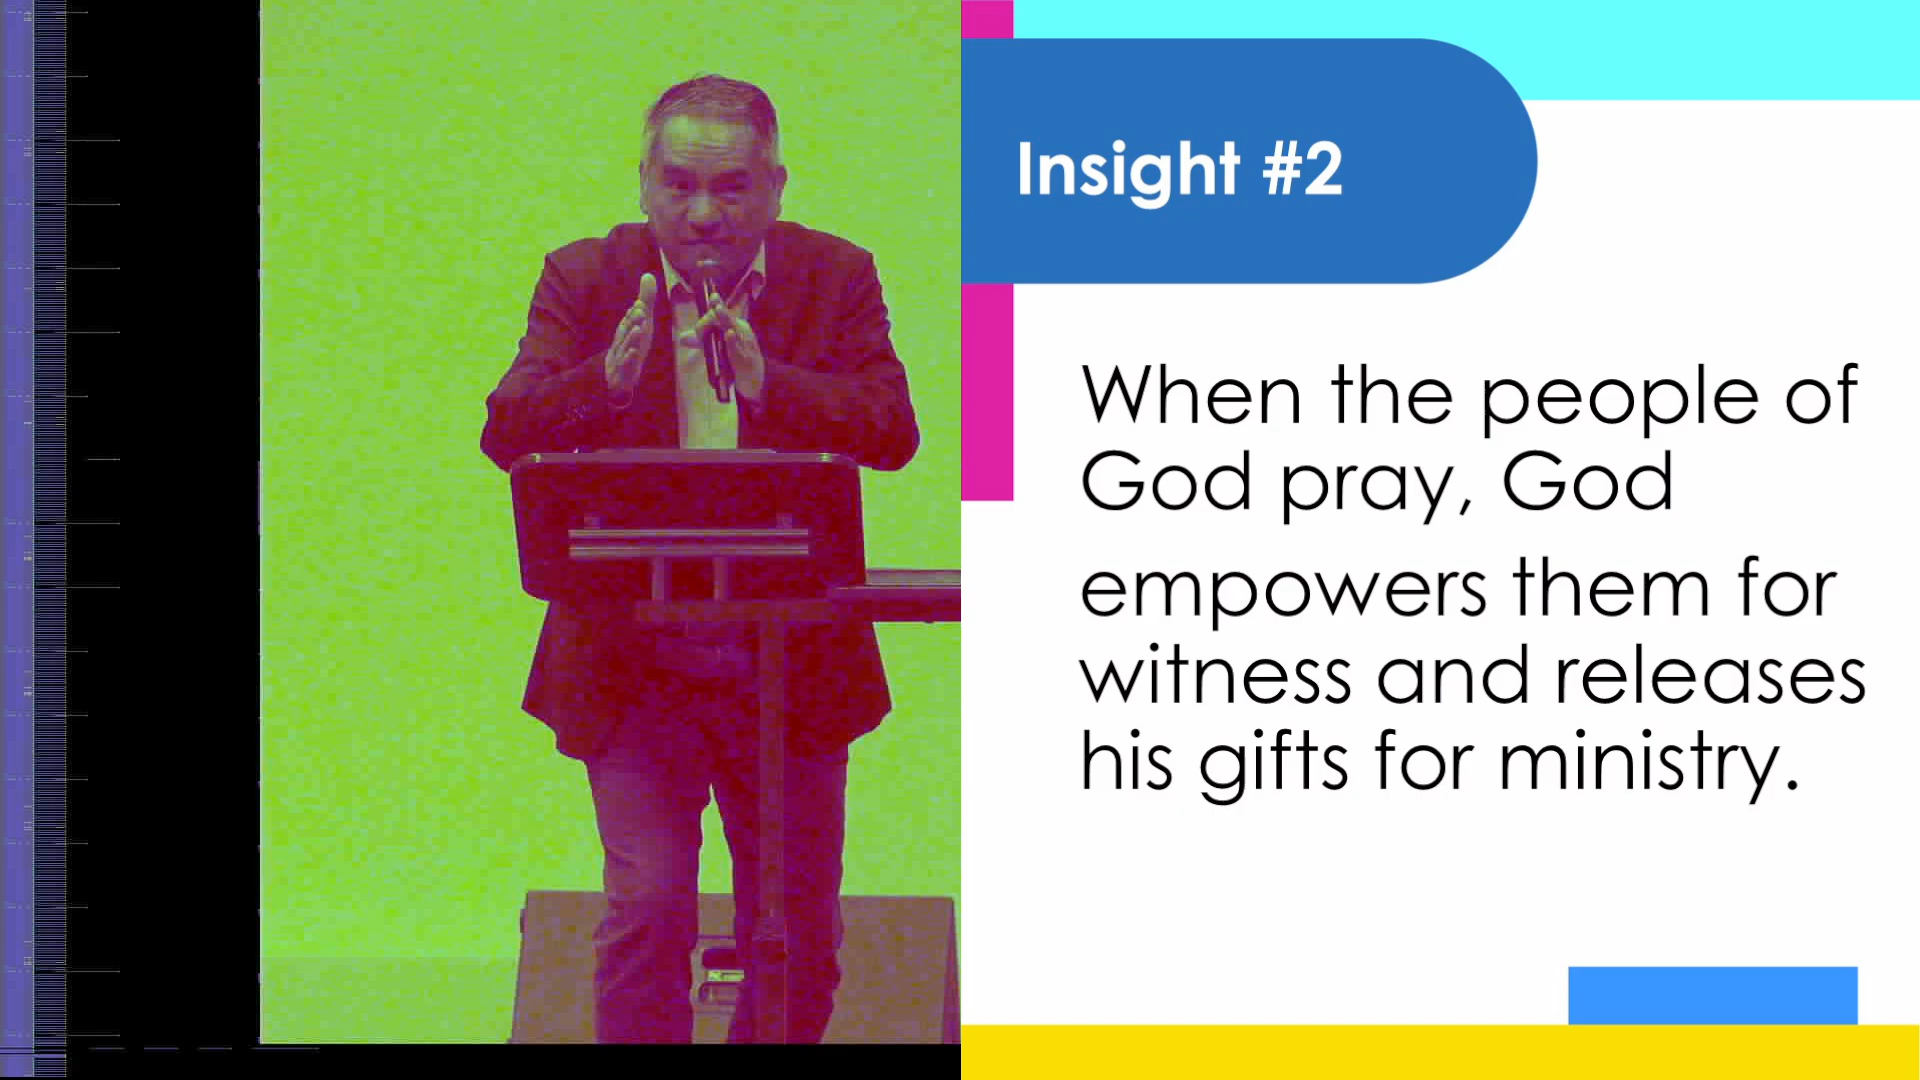 Insight #2
When the people of
God pray, God
empowers them for
witness and releases
his gifts for ministry.